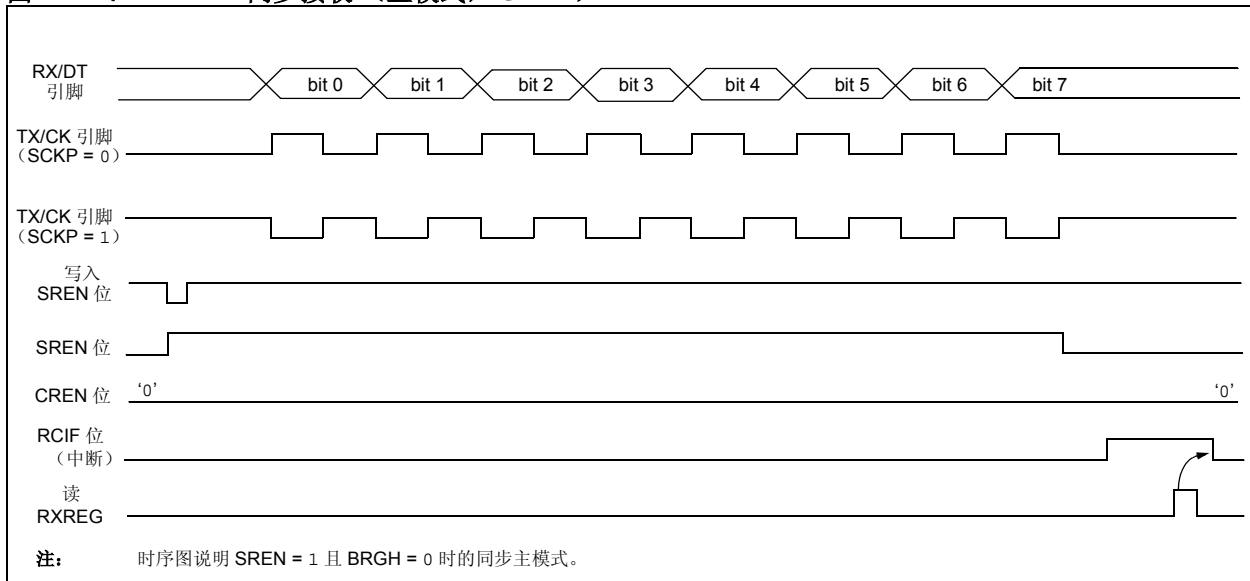 RX/DT
引脚
bit 0 bit 1 bit 2 bit 3 bit 4 bit 5 bit 6 bit 7
TX/CK 引脚
（SCKP = 0）
TX/CK 引脚
（SCKP = 1）
写入
SREN 位
SREN 位
CREN 位 ‘0’ ‘0’
RCIF 位
（中断）
读
RXREG
注： 时序图说明 SREN = 1 且 BRGH = 0 时的同步主模式。